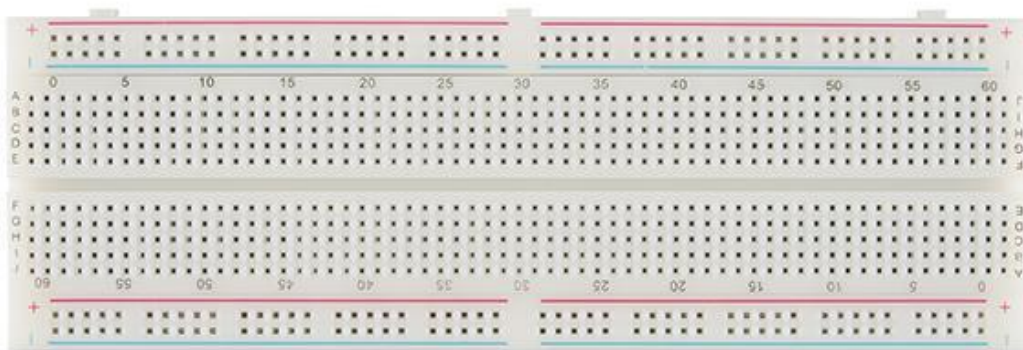 + +
- -
0 5 10 15 20 25 30 35 40 45 50 55 60
A J
B I
C H
D G
E F
F E
G D
H C
I B
J A
60 55 50 45 40 35 30 25 20 15 10 5 0
+ +
- -